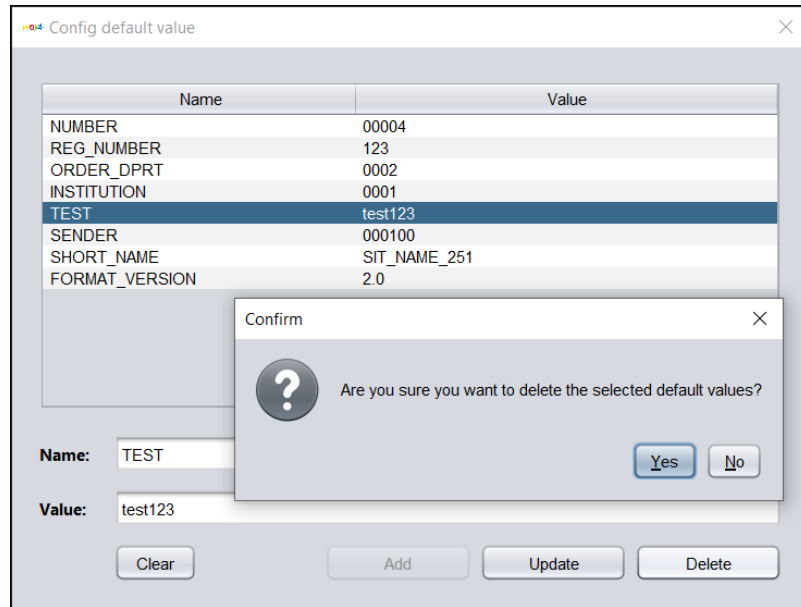 Config default value
Name Value
NUMBER 00004
REG_NUMBER 123
ORDER_DPRT 0002
INSTITUTION 0001
TEST test123
SENDER 000100
SHORT_NAME SIT_NAME_251
FORMAT_VERSION 2.0
Confirm
Are you sure you want to delete the selected default values?
Yes No
Name: TEST
Value: test123
Clear Add Update Delete